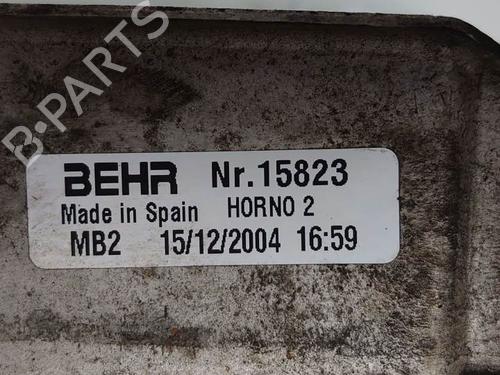 B-PARTS
BEHR Nr.15823
Made in Spain HORNO 2
MB2 15/12/2004 16:59